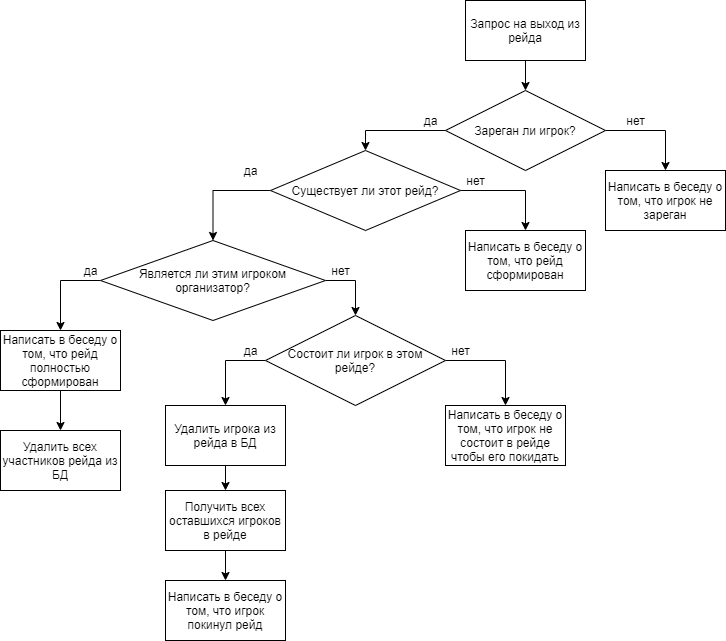 Запрос на выход из
рейда
Зареган ли игрок?
да
нет
Написать в беседу о
том, что игрок не
зареган
Существует ли этот рейд?
да
нет
Написать в беседу о
том, что рейд
сформирован
Является ли этим игроком
организатор?
да
нет
Написать в беседу о
том, что рейд
полностью
сформирован
Удалить всех
участников рейда из
БД
Состоит ли игрок в этом
рейде?
да
нет
Удалить игрока из
рейда в БД
Написать в беседу о
том, что игрок не
состоит в рейде
чтобы его покидать
Получить всех
оставшихся игроков
в рейде
Написать в беседу о
том, что игрок
покинул рейд